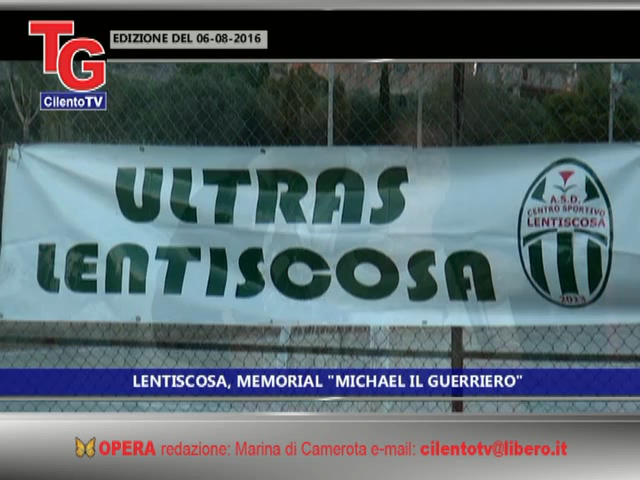 TG
CilentoTV
EDIZIONE DEL 06-08-2016
ULTRAS
LENTISCOSA
A.S.D.
CENTRO SPORTIVO
LENTISCOSA
2013
LENTISCOSA, MEMORIAL "MICHAEL IL GUERRIERO"
OPERA redazione: Marina di Camerota e-mail: cilentotv@libero.it